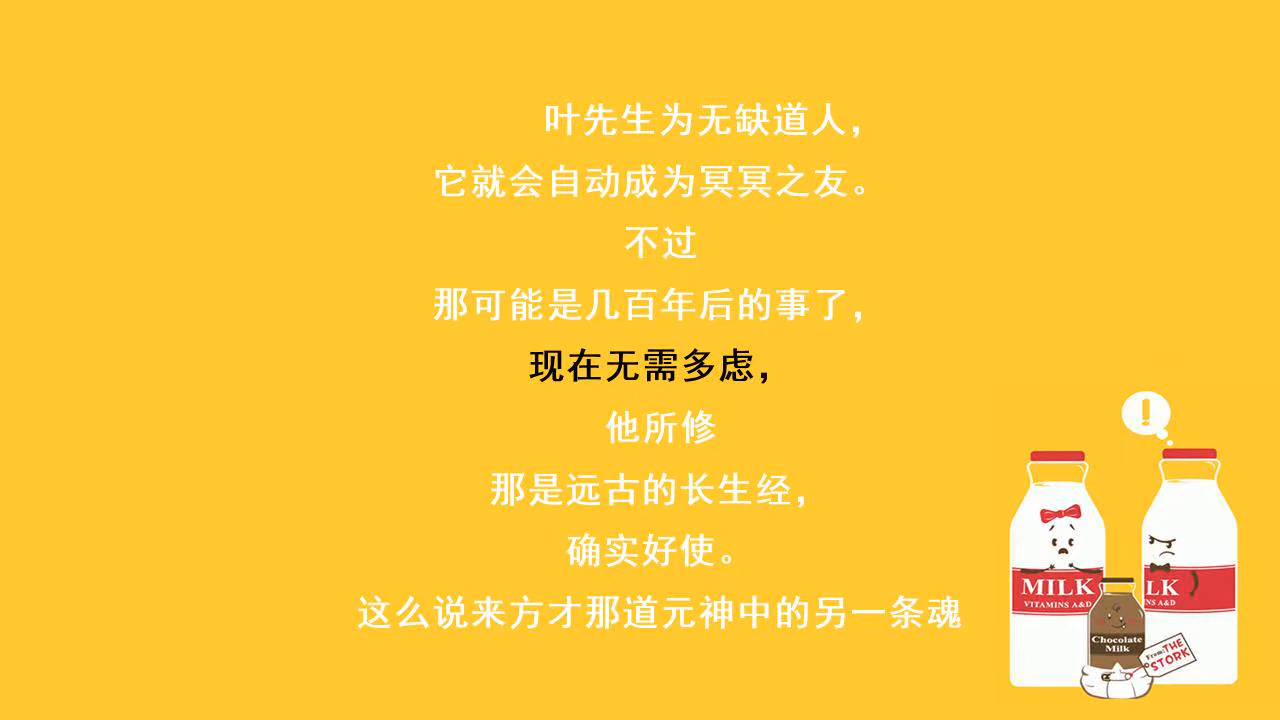 叶先生为无缺道人，
它就会自动成为冥冥之友。
不过
那可能是几百年后的事了，
现在无需多虑，
他所修
那是远古的长生经，
确实好使。
这么说来方才那道元神中的另一条魂
!
MILK
VITAMINS A&D
LK
NS A&D
Chocolate
Milk
From: THE
STORK